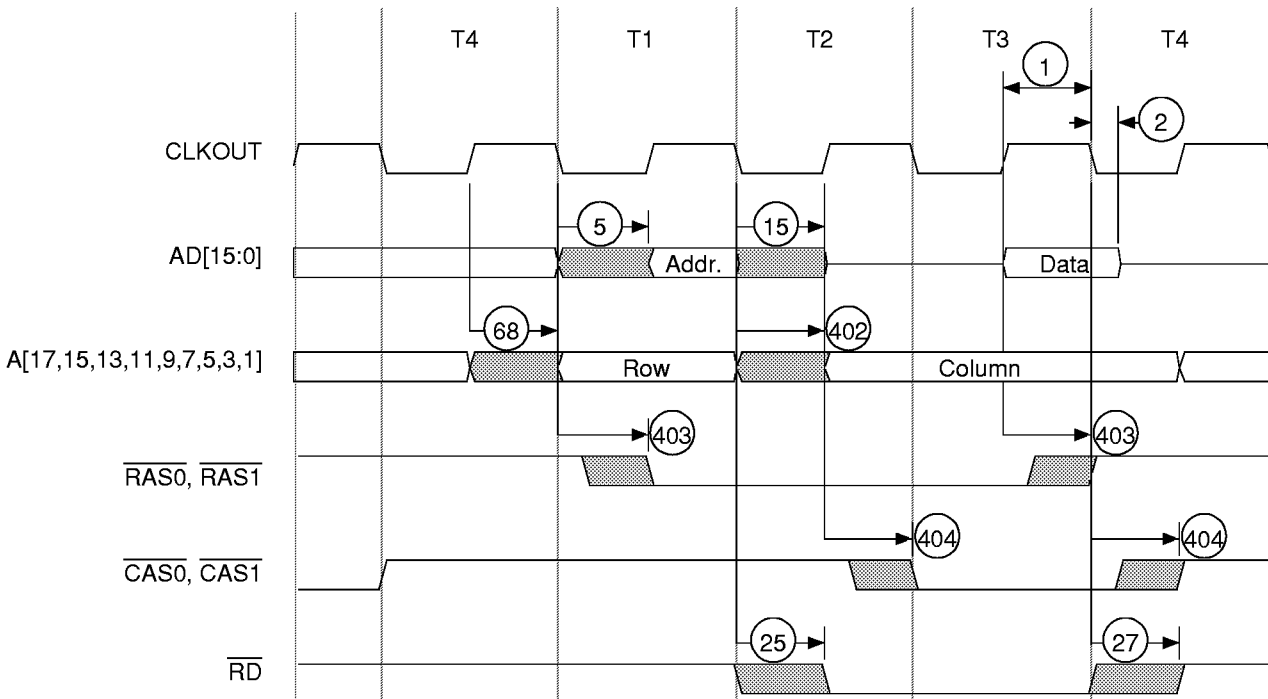 T4 T1 T2 T3 T4
1
2
CLKOUT
5 15
AD[15:0] Addr. Data
68 402
A[17,15,13,11,9,7,5,3,1] Row Column
403 403
RAS0, RAS1
404 404
CAS0, CAS1
25 27
RD